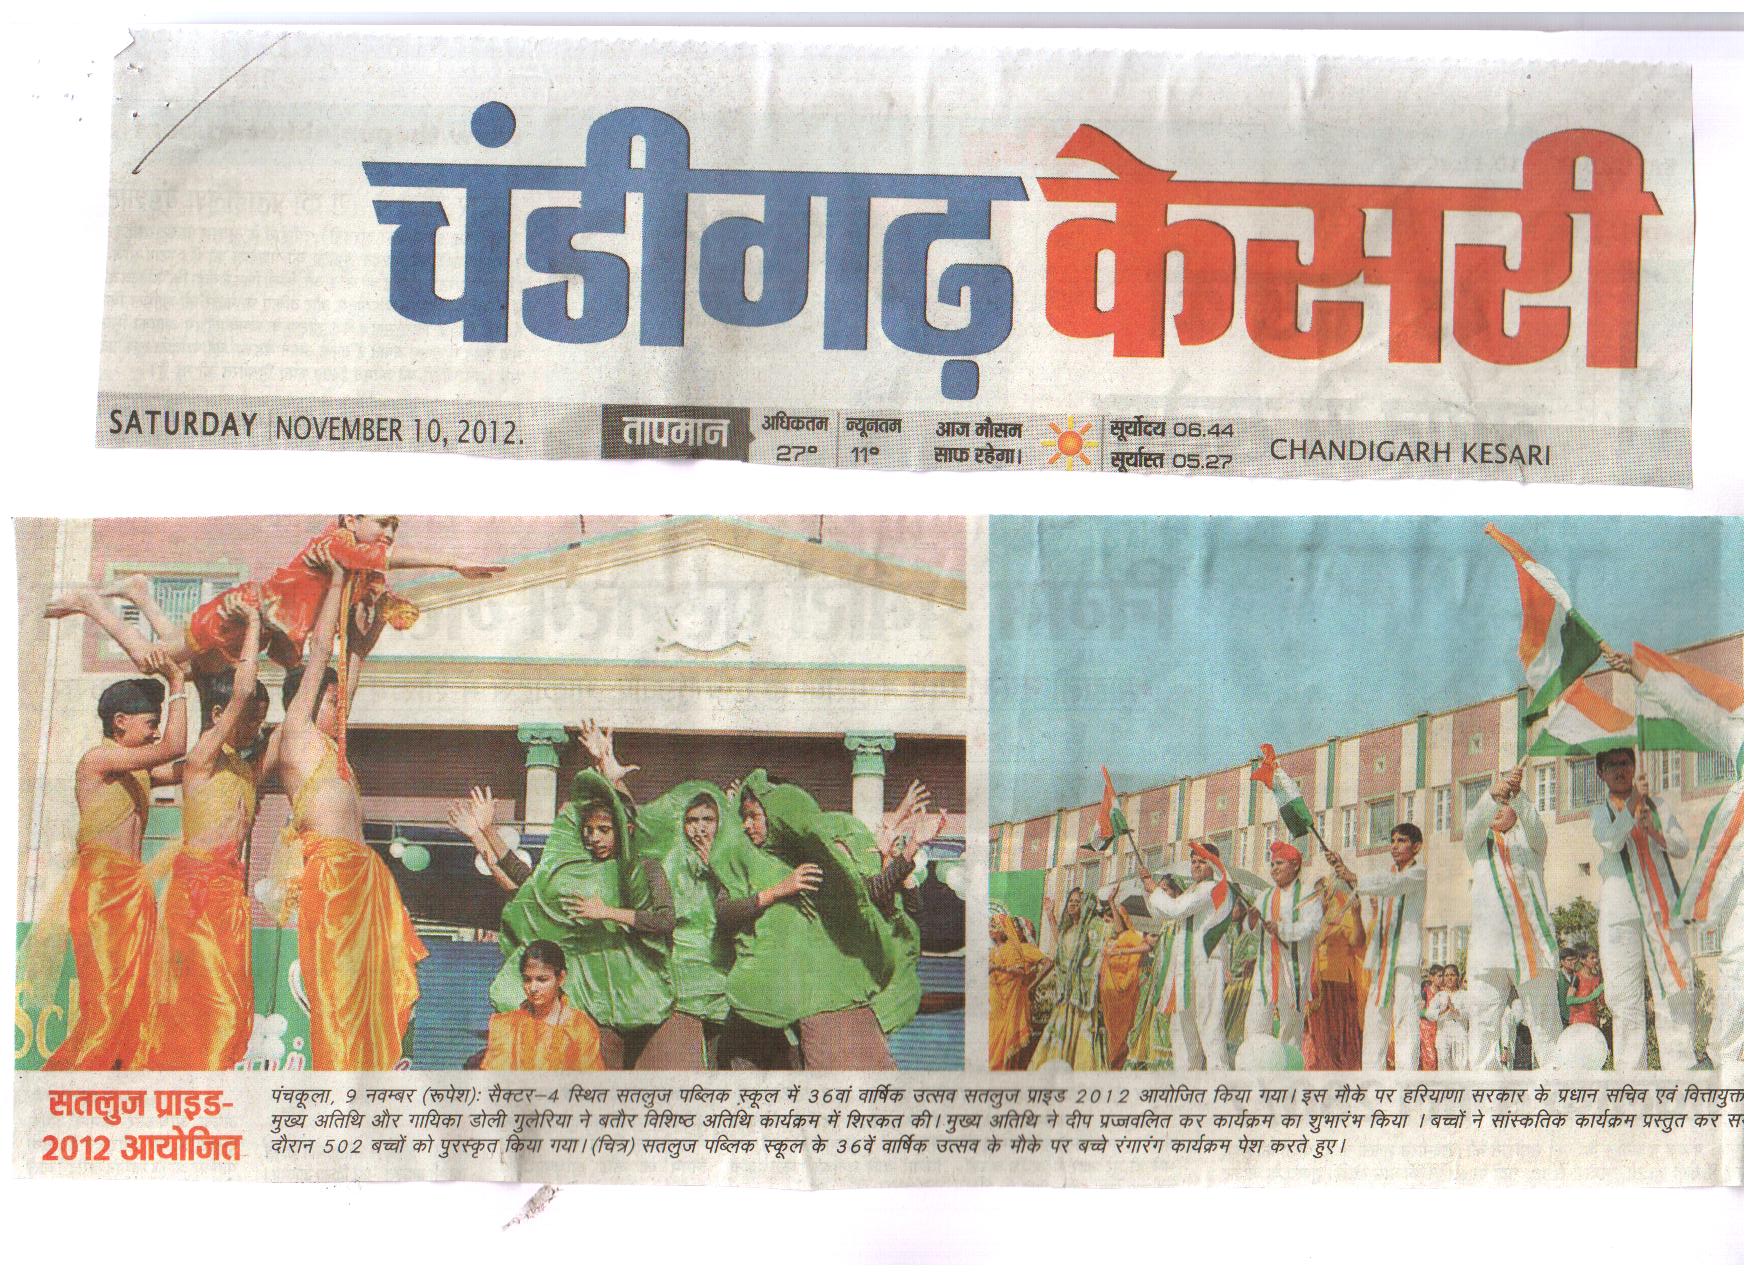 चंडीगढ़ केसरी
SATURDAY NOVEMBER 10, 2012.
तापमान
अधिकतम
27°
न्यूनतम
11°
आज मौसम
साफ रहेगा।
सूर्योदय 06.44
सूर्यास्त 05.27
CHANDIGARH KESARI
सतलुज प्राइड-
2012 आयोजित
पंचकूला, 9 नवम्बर (रूपेश): सैक्टर-4 स्थित सतलुज पब्लिक स्कूल में 36वां वार्षिक उत्सव सतलुज प्राइड 2012 आयोजित किया गया। इस मौके पर हरियाणा सरकार के प्रधान सचिव एवं वित्तायुक्त
मुख्य अतिथि और गायिका डोली गुलेरिया ने बतौर विशिष्ठ अतिथि कार्यक्रम में शिरकत की। मुख्य अतिथि ने दीप प्रज्जवलित कर कार्यक्रम का शुभारंभ किया । बच्चों ने सांस्कतिक कार्यक्रम प्रस्तुत कर
दौरान 502 बच्चों को पुरस्कृत किया गया। (चित्र) सतलुज पब्लिक स्कूल के 36वें वार्षिक उत्सव के मौके पर बच्चे रंगारंग कार्यक्रम पेश करते हुए।